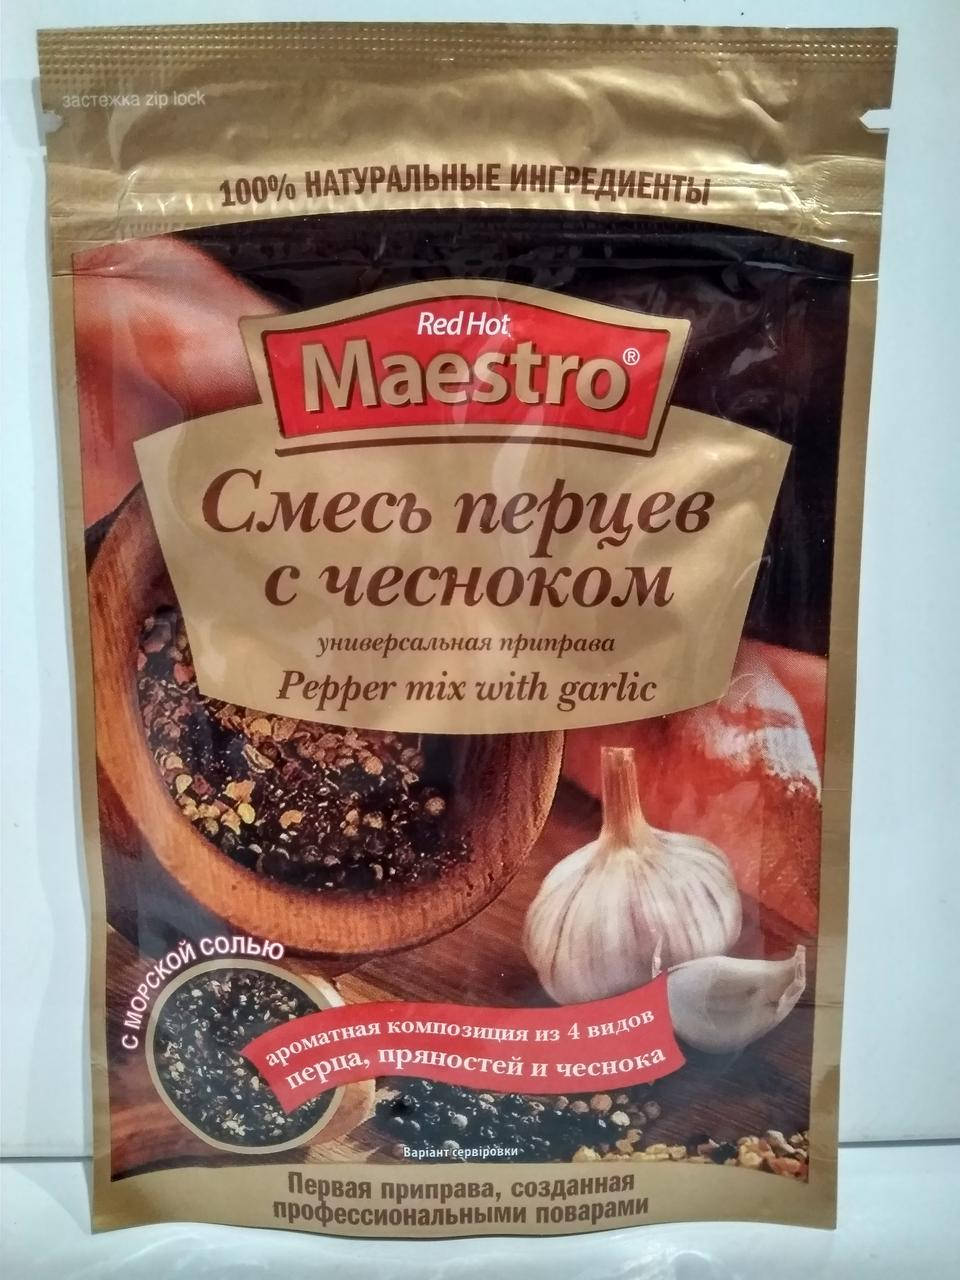 застежка zip lock
100% НАТУРАЛЬНЫЕ ИНГРЕДИЕНТЫ
Red Hot
Maestro®
Смесь перцев
с чесноком
универсальная приправа
Pepper mix with garlic
С МОРСКОЙ СОЛЬЮ
ароматная композиция из 4 видов
перца, пряностей и чеснока
Варіант сервіровки
Первая приправа, созданная
профессиональными поварами